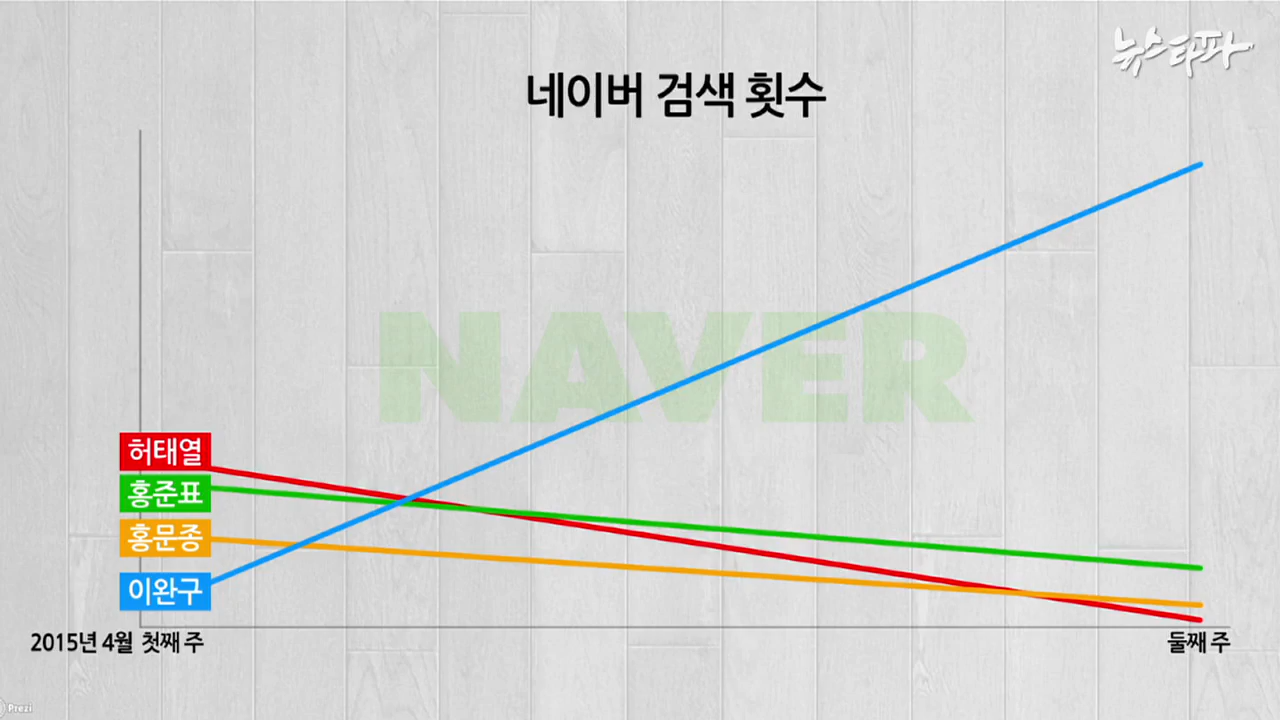 뉴스타파
네이버 검색 횟수
NAVER
허태열
홍준표
홍문종
이완구
2015년 4월 첫째 주
둘째 주
Prezi